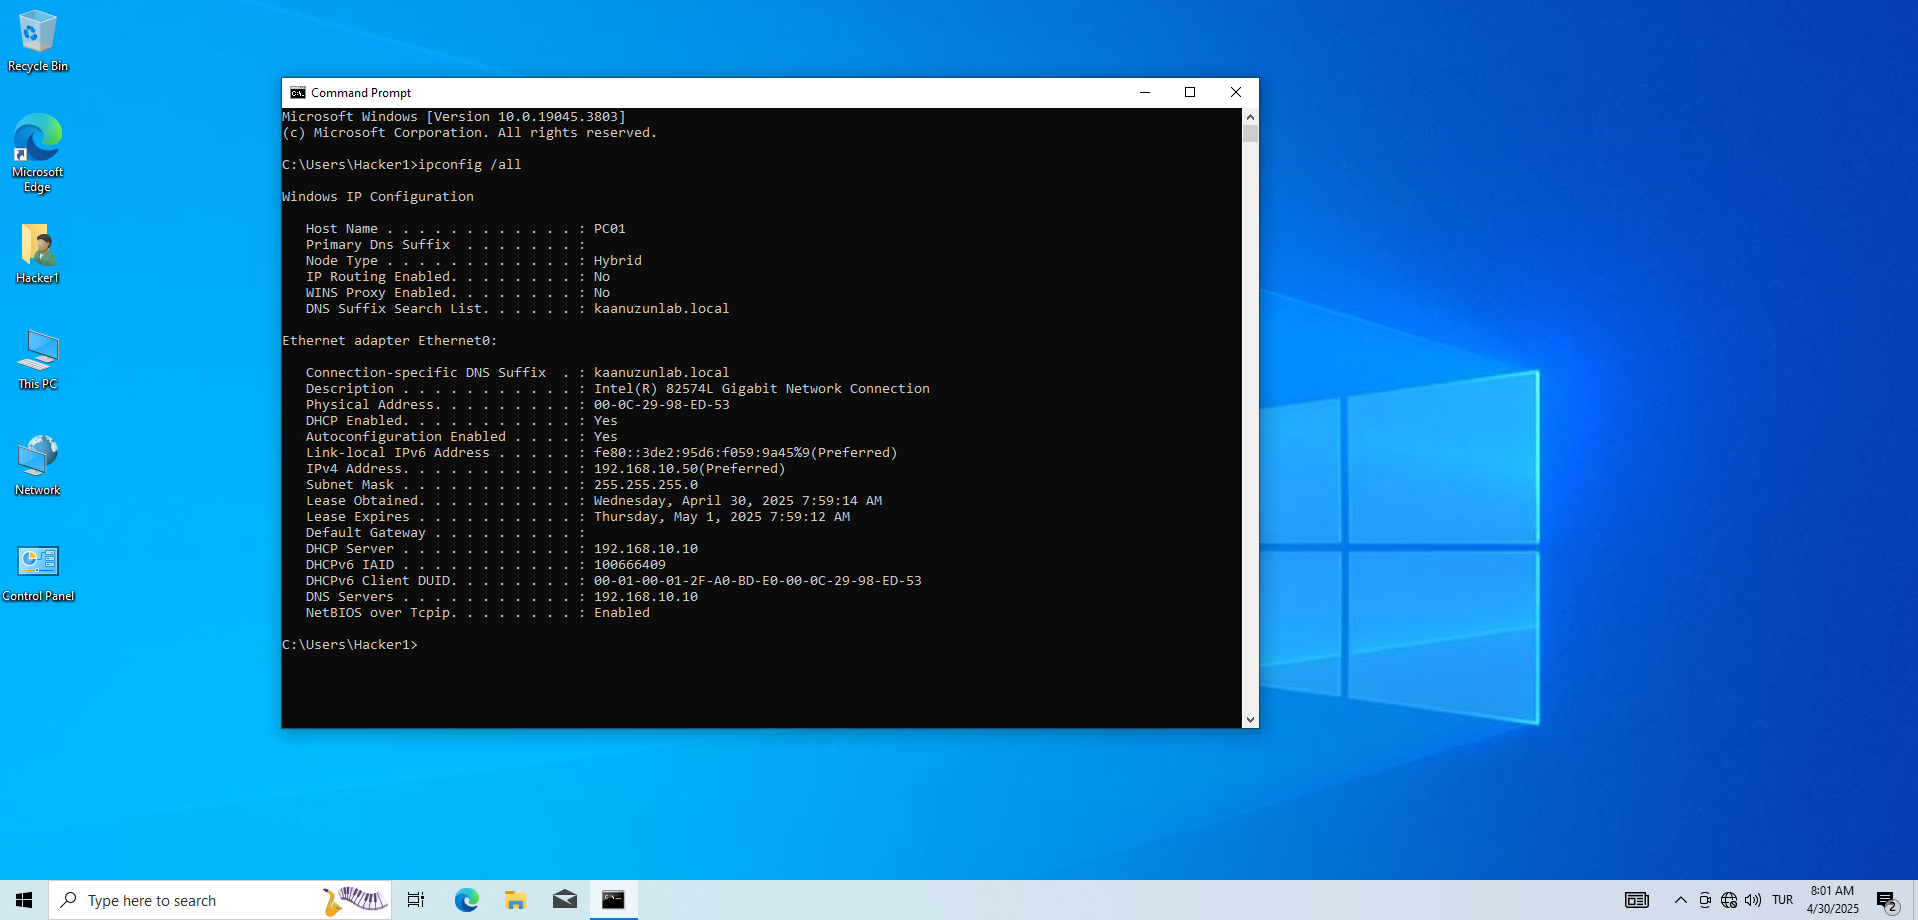 Recycle Bin
Microsoft
Edge
Hacker1
This PC
Network
Control Panel
Command Prompt
Microsoft Windows [Version 10.0.19045.3803]
(c) Microsoft Corporation. All rights reserved.
C:\Users\Hacker1>ipconfig /all
Windows IP Configuration
Host Name . . . . . . . . . . . . : PC01
Primary Dns Suffix  . . . . . . . :
Node Type . . . . . . . . . . . . : Hybrid
IP Routing Enabled. . . . . . . . : No
WINS Proxy Enabled. . . . . . . . : No
DNS Suffix Search List. . . . . . : kaanuzunlab.local
Ethernet adapter Ethernet0:
Connection-specific DNS Suffix  . : kaanuzunlab.local
Description . . . . . . . . . . . : Intel(R) 82574L Gigabit Network Connection
Physical Address. . . . . . . . . : 00-0C-29-98-ED-53
DHCP Enabled. . . . . . . . . . . : Yes
Autoconfiguration Enabled . . . . : Yes
Link-local IPv6 Address . . . . . : fe80::3de2:95d6:f059:9a45%9(Preferred)
IPv4 Address. . . . . . . . . . . : 192.168.10.50(Preferred)
Subnet Mask . . . . . . . . . . . : 255.255.255.0
Lease Obtained. . . . . . . . . . : Wednesday, April 30, 2025 7:59:14 AM
Lease Expires . . . . . . . . . . : Thursday, May 1, 2025 7:59:12 AM
Default Gateway . . . . . . . . . :
DHCP Server . . . . . . . . . . . : 192.168.10.10
DHCPv6 IAID . . . . . . . . . . . : 100666409
DHCPv6 Client DUID. . . . . . . . : 00-01-00-01-2F-A0-BD-E0-00-0C-29-98-ED-53
DNS Servers . . . . . . . . . . . : 192.168.10.10
NetBIOS over Tcpip. . . . . . . . : Enabled
C:\Users\Hacker1>
Type here to search
TUR
8:01 AM
4/30/2025
2